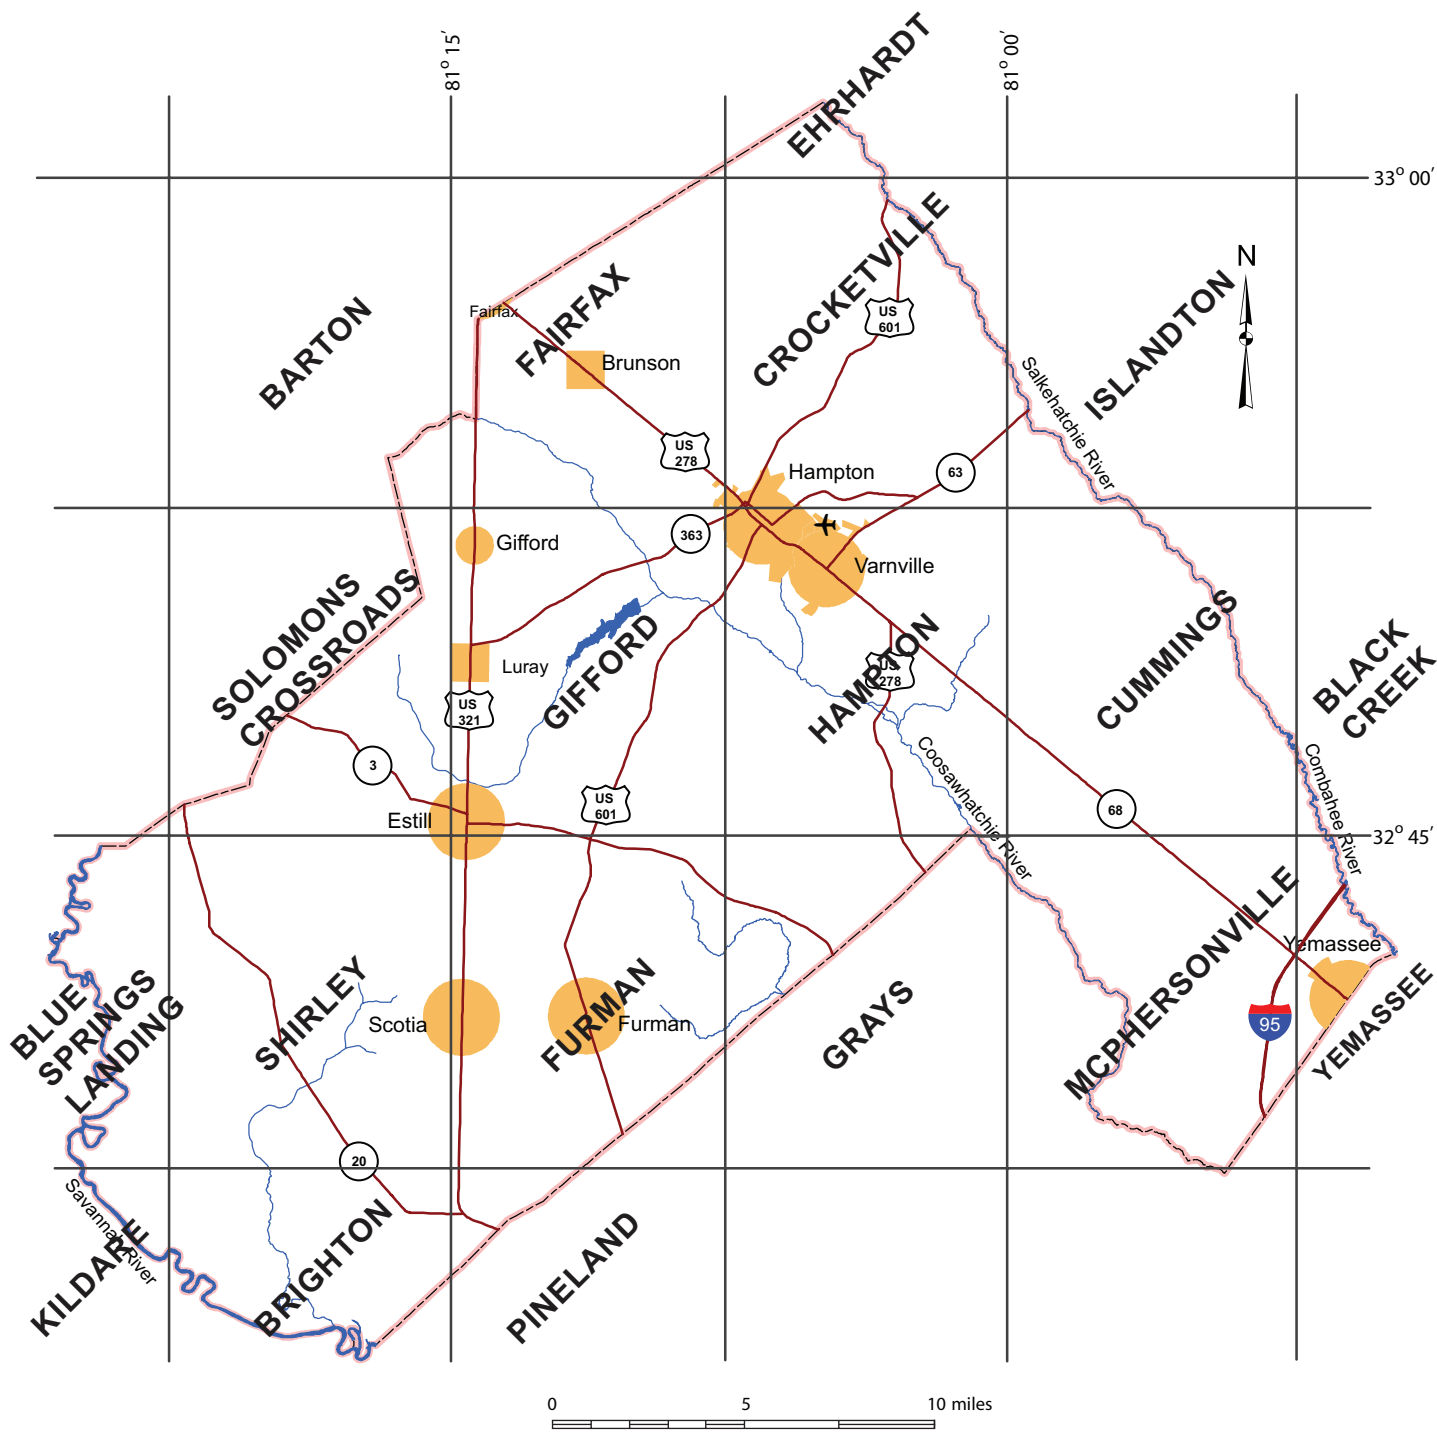 81° 15′
81° 00′
EHRHARDT
33° 00′
CROCKETVILLE
N
FAIRFAX
ISLANDTON
BARTON
Fairfax
US
601
Brunson
Salkehatchie River
US
278
Hampton
63
363
Gifford
Varnville
SOLOMONS
CROSSROADS
GIFFORD
HAMPTON
CUMMINGS
BLACK
CREEK
Luray
US
278
US
321
3
Coosawhatchie River
Combahee River
US
601
68
Estill
32° 45′
MCPHERSONVILLE
Yemassee
BLUE
SPRINGS
LANDING
SHIRLEY
Scotia
FURMAN
Furman
GRAYS
95
YEMASSEE
20
Savannah River
KILDARE
BRIGHTON
PINELAND
0 5 10 miles